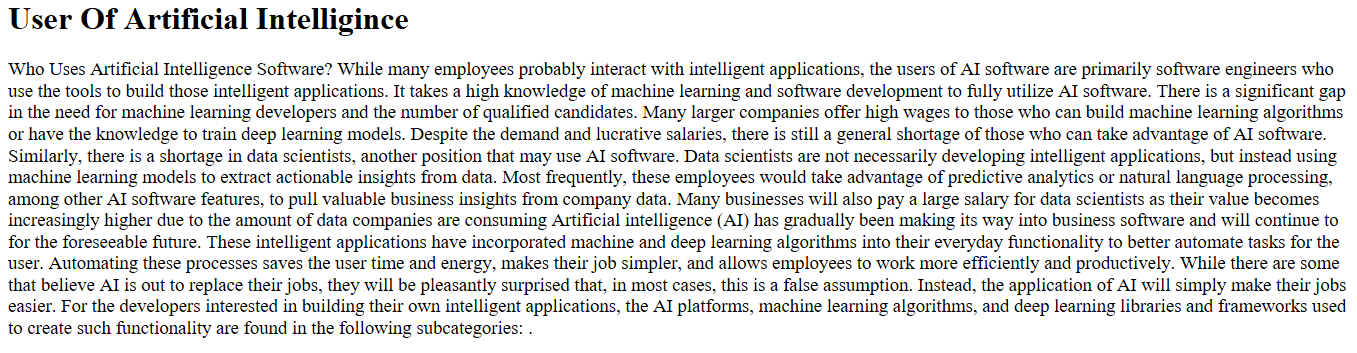 User Of Artificial Intelligince
Who Uses Artificial Intelligence Software? While many employees probably interact with intelligent applications, the users of AI software are primarily software engineers who
use the tools to build those intelligent applications. It takes a high knowledge of machine learning and software development to fully utilize AI software. There is a significant gap
in the need for machine learning developers and the number of qualified candidates. Many larger companies offer high wages to those who can build machine learning algorithms
or have the knowledge to train deep learning models. Despite the demand and lucrative salaries, there is still a general shortage of those who can take advantage of AI software.
Similarly, there is a shortage in data scientists, another position that may use AI software. Data scientists are not necessarily developing intelligent applications, but instead using
machine learning models to extract actionable insights from data. Most frequently, these employees would take advantage of predictive analytics or natural language processing,
among other AI software features, to pull valuable business insights from company data. Many businesses will also pay a large salary for data scientists as their value becomes
increasingly higher due to the amount of data companies are consuming Artificial intelligence (AI) has gradually been making its way into business software and will continue to
for the foreseeable future. These intelligent applications have incorporated machine and deep learning algorithms into their everyday functionality to better automate tasks for the
user. Automating these processes saves the user time and energy, makes their job simpler, and allows employees to work more efficiently and productively. While there are some
that believe AI is out to replace their jobs, they will be pleasantly surprised that, in most cases, this is a false assumption. Instead, the application of AI will simply make their jobs
easier. For the developers interested in building their own intelligent applications, the AI platforms, machine learning algorithms, and deep learning libraries and frameworks used
to create such functionality are found in the following subcategories: .